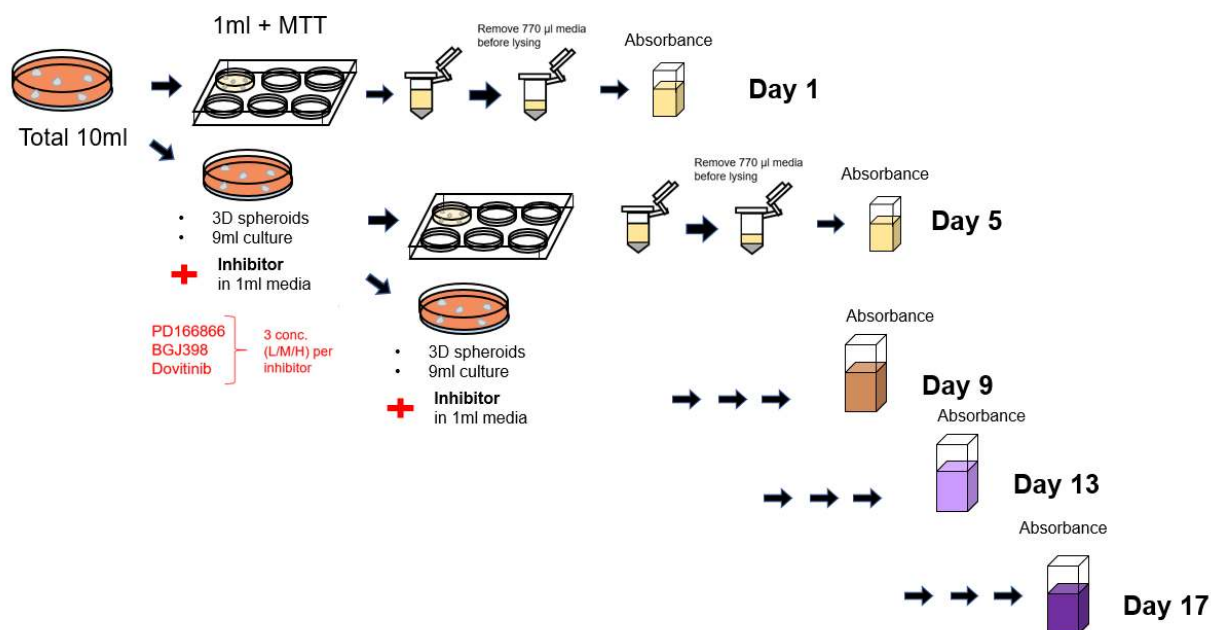 1ml + MTT
Remove 770 µl media
before lysing
Absorbance
Day 1
Total 10ml
• 3D spheroids
• 9ml culture
Inhibitor
in 1ml media
PD166866
BGJ398
Dovitinib
3 conc.
(L/M/H) per
inhibitor
Remove 770 µl media
before lysing
Absorbance
Day 5
• 3D spheroids
• 9ml culture
Inhibitor
in 1ml media
Absorbance
Day 9
Absorbance
Day 13
Absorbance
Day 17